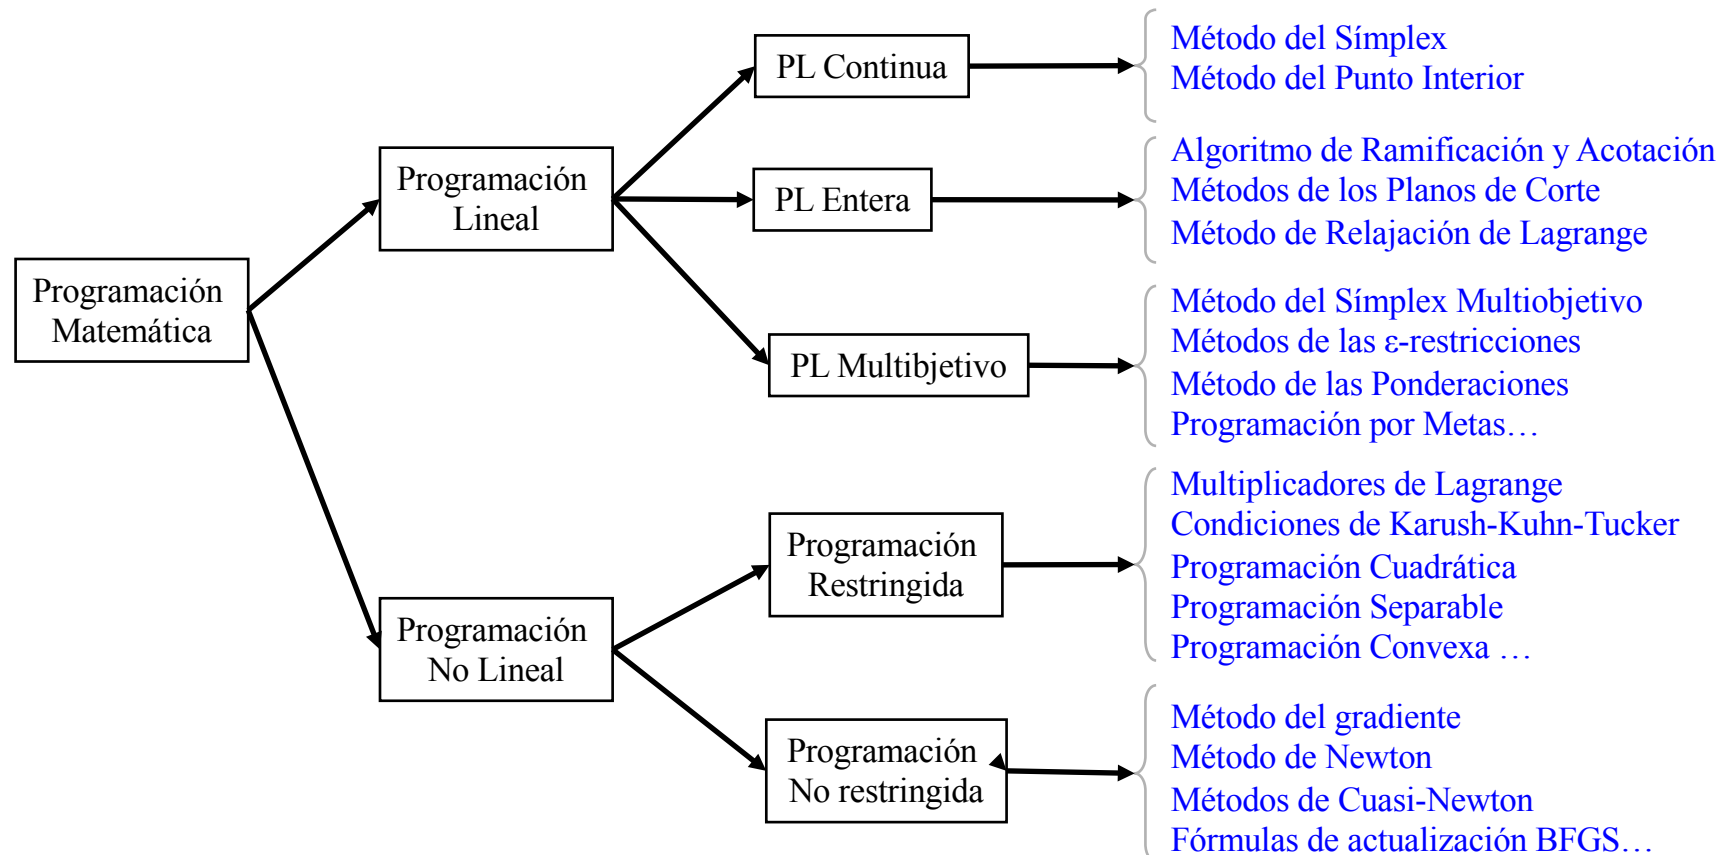 Programación
Matemática
Programación
Lineal
PL Continua
Método del Símplex
Método del Punto Interior
PL Entera
Algoritmo de Ramificación y Acotación
Métodos de los Planos de Corte
Método de Relajación de Lagrange
PL Multibjetivo
Método del Símplex Multiobjetivo
Métodos de las ε-restricciones
Método de las Ponderaciones
Programación por Metas…
Programación
No Lineal
Programación
Restringida
Multiplicadores de Lagrange
Condiciones de Karush-Kuhn-Tucker
Programación Cuadrática
Programación Separable
Programación Convexa …
Programación
No restringida
Método del gradiente
Método de Newton
Métodos de Cuasi-Newton
Fórmulas de actualización BFGS…